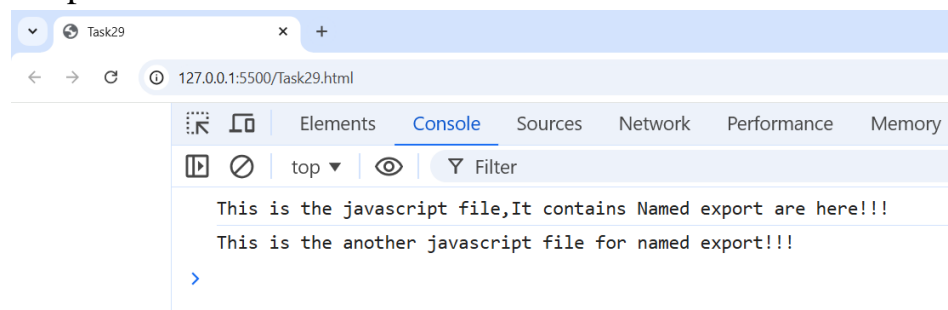 Task29
127.0.0.1:5500/Task29.html
Elements Console Sources Network Performance Memory
top Filter
This is the javascript file,It contains Named export are here!!!
This is the another javascript file for named export!!!